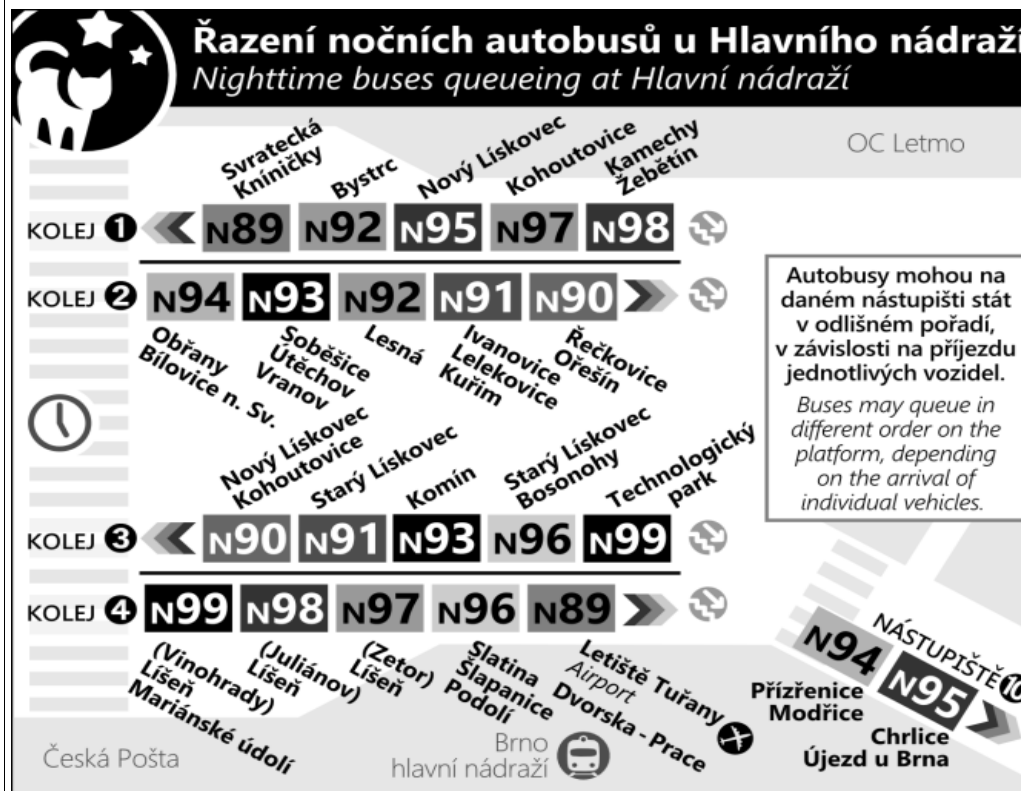 Řazení nočních autobusů u Hlavního nádraží
Nighttime buses queueing at Hlavní nádraží
OC Letmo
Svratecká
Kníničky
Bystrc
Nový Lískovec
Kohoutovice
Kamechy
Žebětín
KOLEJ 1 N89 N92 N95 N97 N98
KOLEJ 2 N94 N93 N92 N91 N90
Obřany
Bílovice n. Sv.
Soběšice
Útěchov
Vranov
Lesná
Ivanovice
Lelekovice
Kuřim
Řečkovice
Ořešín
Autobusy mohou na
daném nástupišti stát
v odlišném pořadí,
v závislosti na příjezdu
jednotlivých vozidel.
Buses may queue in
different order on the
platform, depending
on the arrival of
individual vehicles.
Nový Lískovec
Kohoutovice
Starý Lískovec
Komín
Starý Lískovec
Bosonohy
Technologický
park
KOLEJ 3 N90 N91 N93 N96 N99
KOLEJ 4 N99 N98 N97 N96 N89
(Vinohrady)
Líšeň
Mariánské údolí
(Juliánov)
Líšeň
(Zetor)
Líšeň
Slatina
Šlapanice
Podolí
Letiště Tuřany
Airport
Dvorska - Prace
NÁSTUPIŠTĚ 10
N94 N95
Přízřenice
Modřice
Chrlice
Újezd u Brna
Česká Pošta
Brno
hlavní nádraží